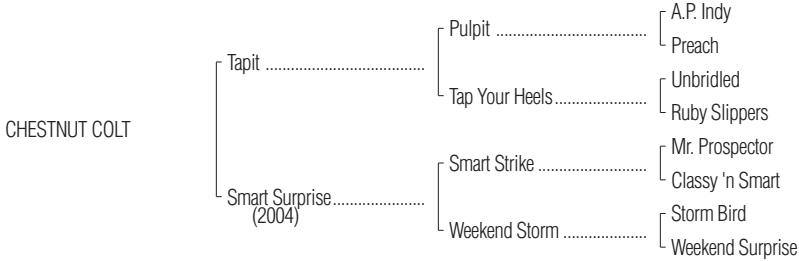 A.P. Indy
Pulpit ....................................
Preach
Tapit ......................................
Unbridled
Tap Your Heels......................
Ruby Slippers
CHESTNUT COLT
Mr. Prospector
Smart Strike ..........................
Classy 'n Smart
Smart Surprise......................
(2004)
Storm Bird
Weekend Storm ....................
Weekend Surprise